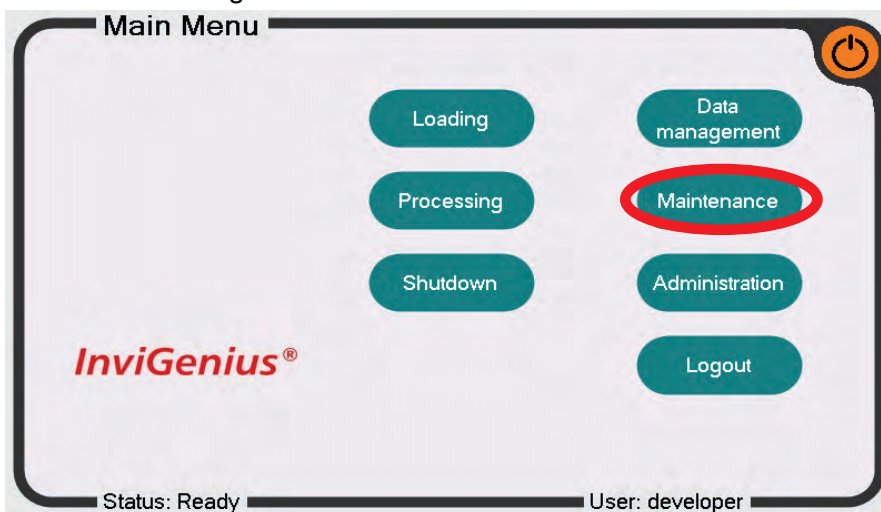 Main Menu
Loading
Data
management
Processing
Maintenance
Shutdown
Administration
InviGenius®
Logout
Status: Ready
User: developer